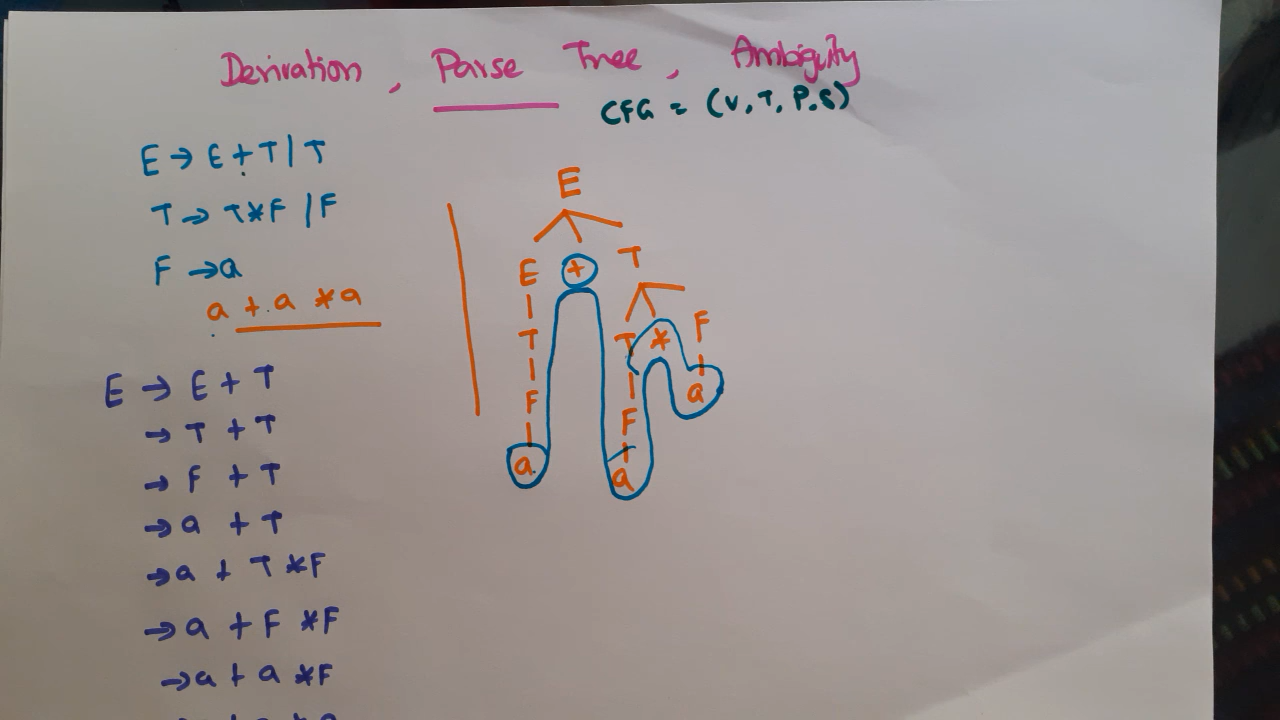 Derivation, Parse Tree, Ambiguity
CFG = (V, T, P, S)
E → E + T | T
T → T * F | F
F → a
a + a * a
E → E + T
→ T + T
→ F + T
→ a + T
→ a + T * F
→ a + F * F
→ a + a * F
E
E + T
T T * F
F F a
a a